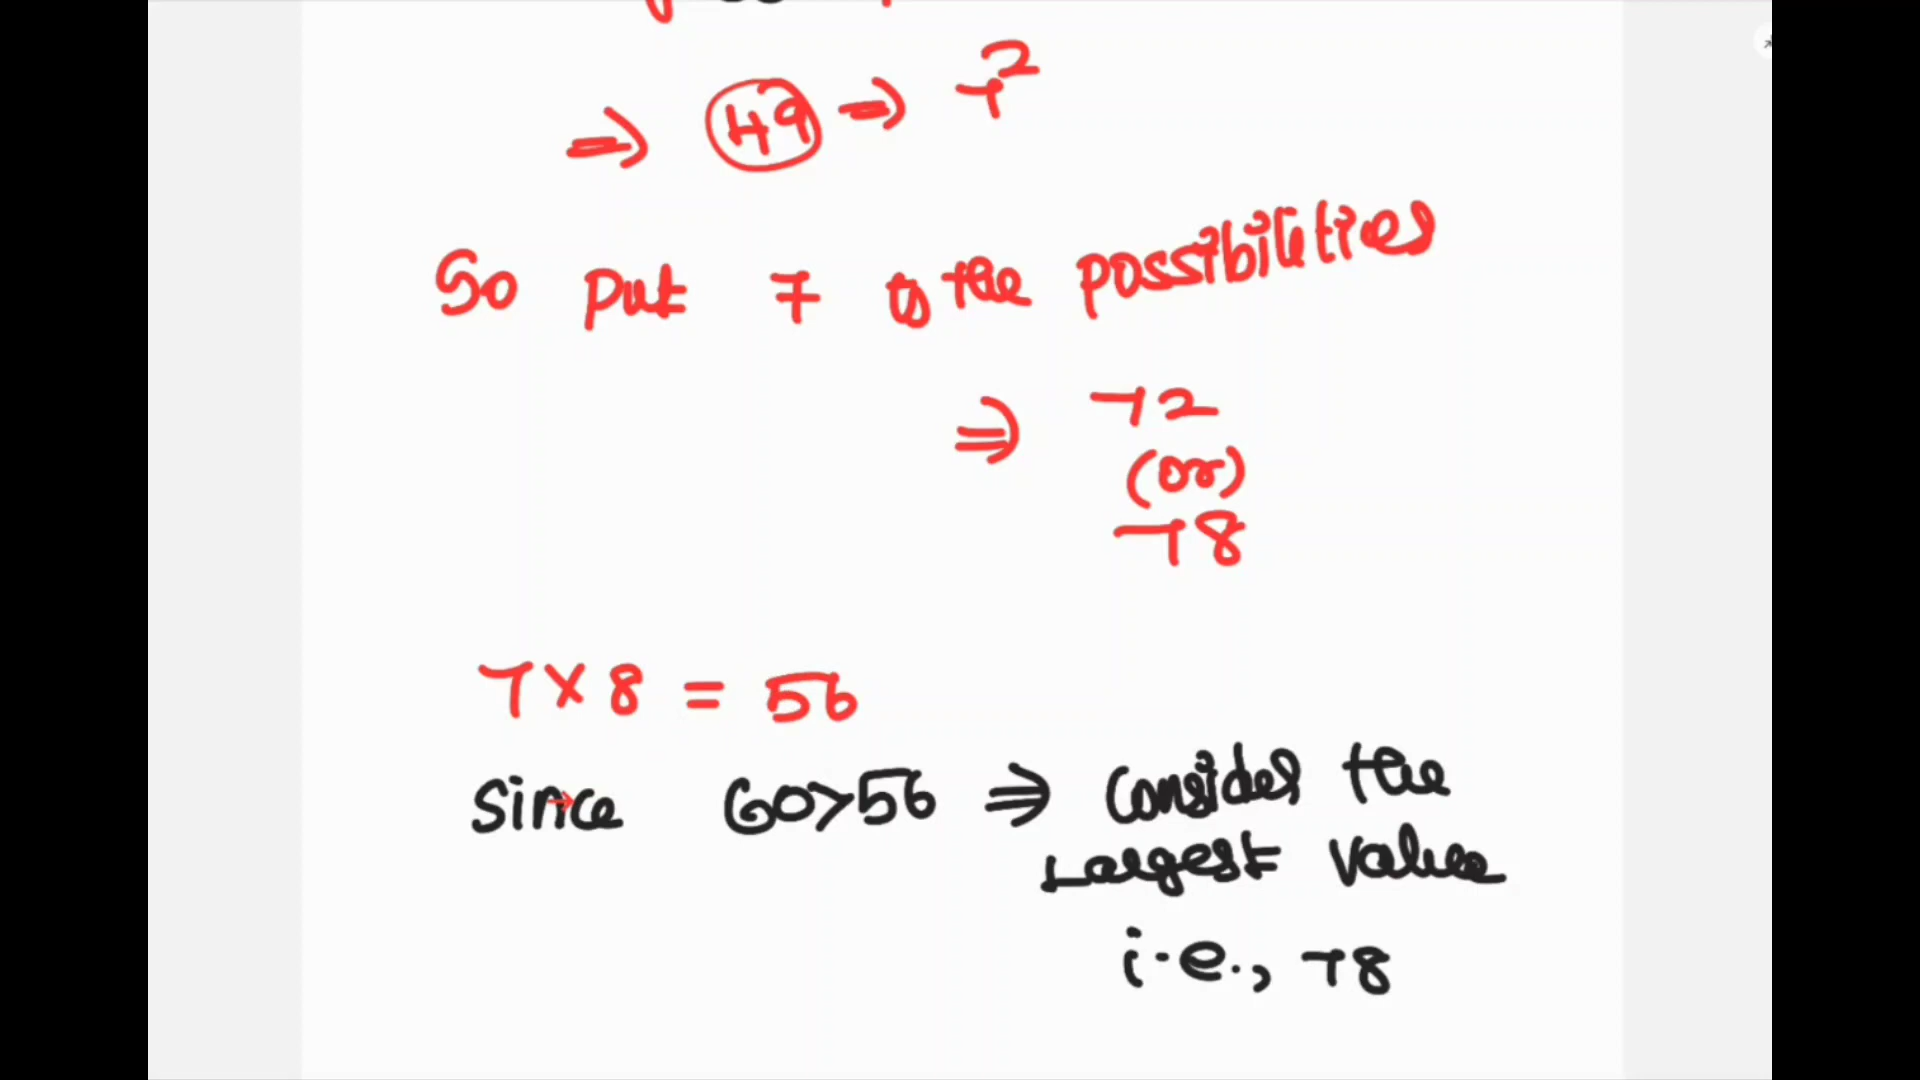 ⇒ 49 ⇒ 7²
So put 7 to the possibilities
⇒ 72
(or)
78
7 × 8 = 56
Since 60>56 ⇒ Consider the
Largest value
i.e., 78